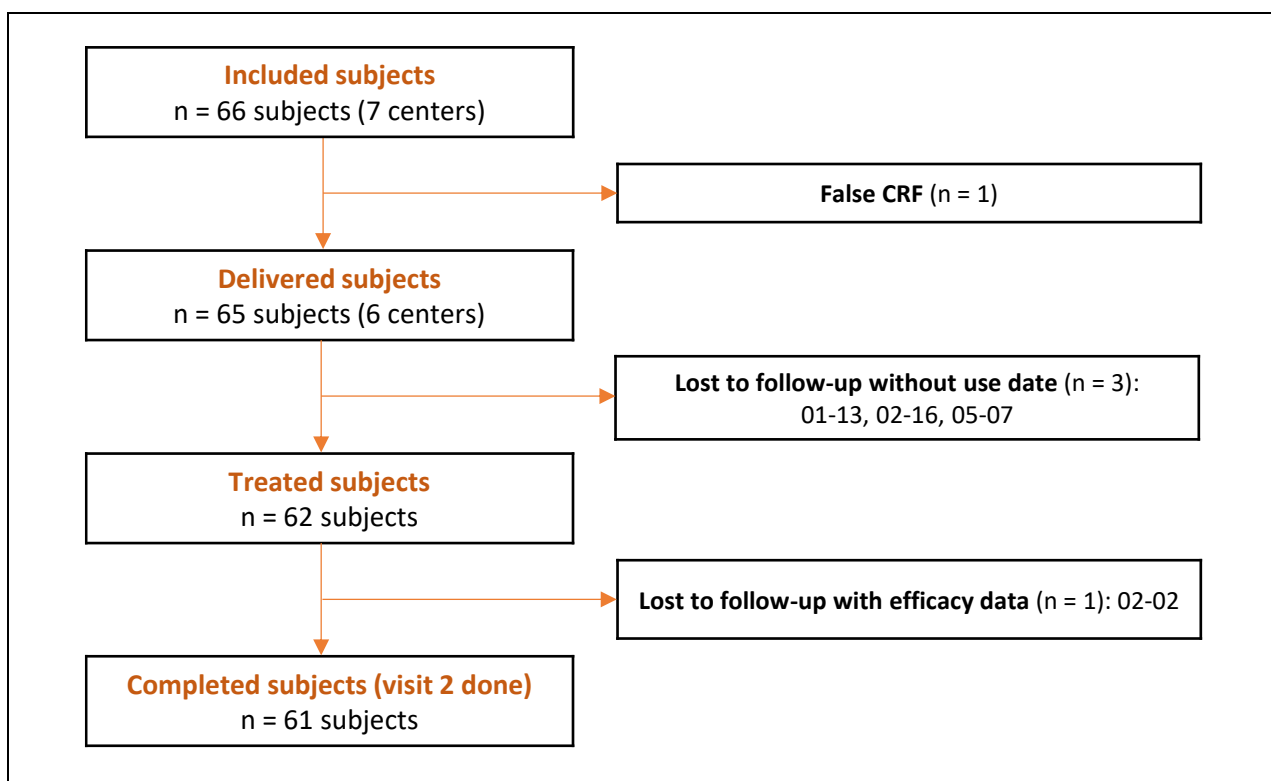 Included subjects
n = 66 subjects (7 centers)
False CRF (n = 1)
Delivered subjects
n = 65 subjects (6 centers)
Lost to follow-up without use date (n = 3):
01-13, 02-16, 05-07
Treated subjects
n = 62 subjects
Lost to follow-up with efficacy data (n = 1): 02-02
Completed subjects (visit 2 done)
n = 61 subjects